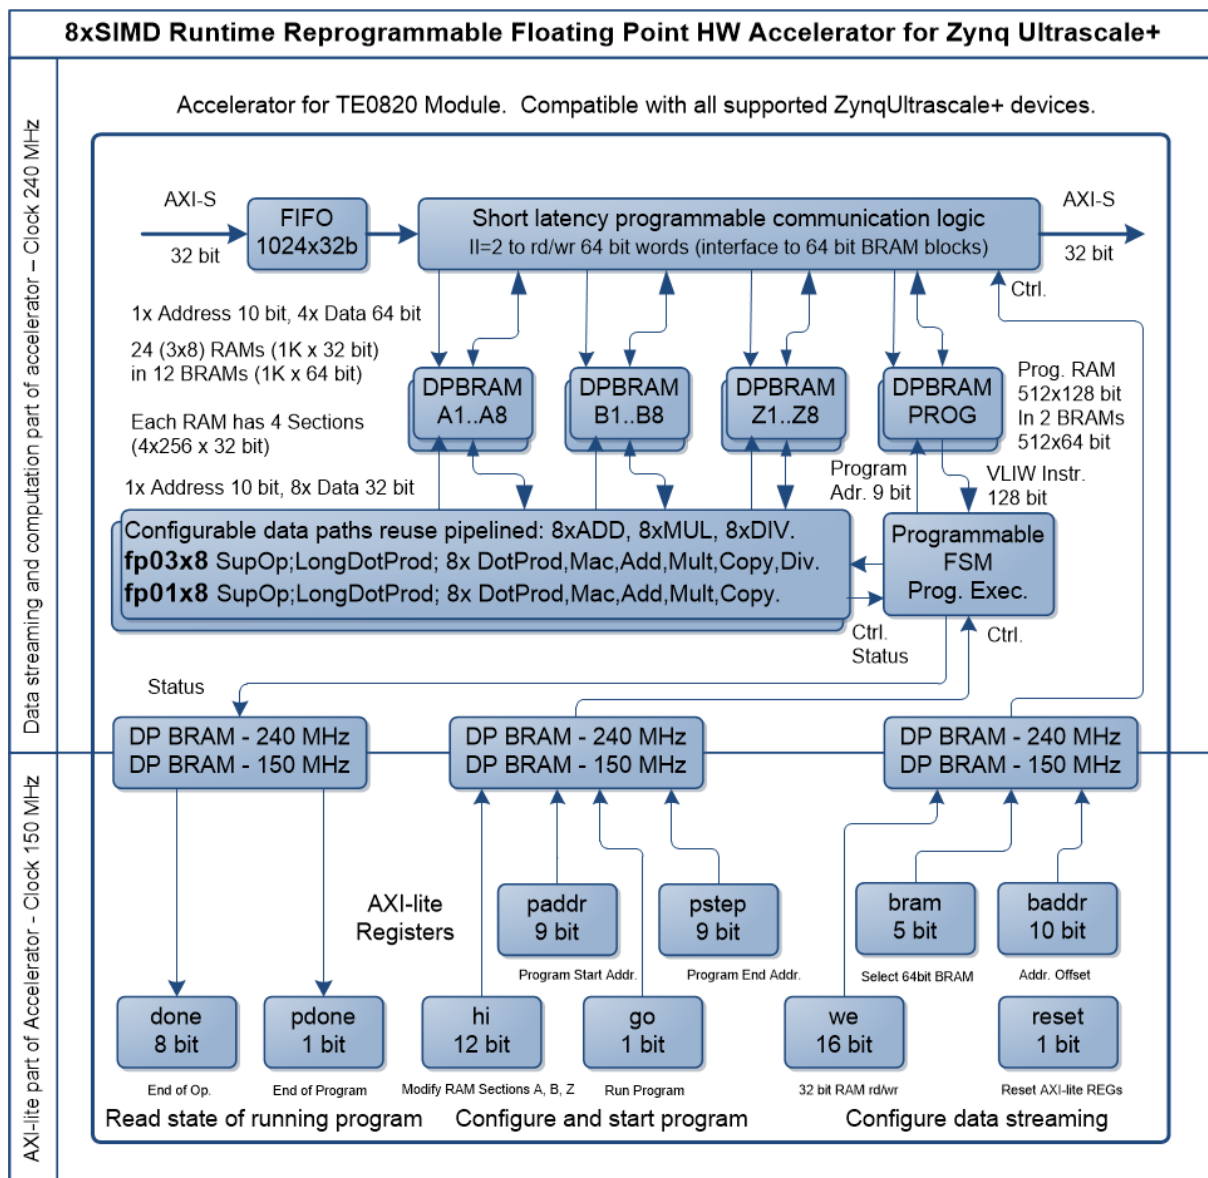 8xSIMD Runtime Reprogrammable Floating Point HW Accelerator for Zynq Ultrascale+
Data streaming and computation part of accelerator – Clock 240 MHz
Accelerator for TE0820 Module.  Compatible with all supported ZynqUltrascale+ devices.
AXI-S
32 bit
FIFO
1024x32b
Short latency programmable communication logic
II=2 to rd/wr 64 bit words (interface to 64 bit BRAM blocks)
AXI-S
32 bit
Ctrl.
1x Address 10 bit, 4x Data 64 bit
24 (3x8) RAMs (1K x 32 bit)
in 12 BRAMs (1K x 64 bit)
Each RAM has 4 Sections
(4x256 x 32 bit)
1x Address 10 bit, 8x Data 32 bit
DPBRAM
A1..A8
DPBRAM
B1..B8
DPBRAM
Z1..Z8
DPBRAM
PROG
Prog. RAM
512x128 bit
In 2 BRAMs
512x64 bit
Program
Adr. 9 bit
VLIW Instr.
128 bit
Configurable data paths reuse pipelined: 8xADD, 8xMUL, 8xDIV.
fp03x8 SupOp;LongDotProd; 8x DotProd,Mac,Add,Mult,Copy,Div.
fp01x8 SupOp;LongDotProd; 8x DotProd,Mac,Add,Mult,Copy.
Programmable
FSM
Prog. Exec.
Ctrl.
Status
Ctrl.
Status
DP BRAM - 240 MHz
DP BRAM - 150 MHz
DP BRAM - 240 MHz
DP BRAM - 150 MHz
DP BRAM - 240 MHz
DP BRAM - 150 MHz
AXI-lite part of Accelerator - Clock 150 MHz
AXI-lite
Registers
paddr
9 bit
Program Start Addr.
pstep
9 bit
Program End Addr.
bram
5 bit
Select 64bit BRAM
baddr
10 bit
Addr. Offset
done
8 bit
End of Op.
pdone
1 bit
End of Program
hi
12 bit
Modify RAM Sections A, B, Z
go
1 bit
Run Program
we
16 bit
32 bit RAM rd/wr
reset
1 bit
Reset AXI-lite REGs
Read state of running program
Configure and start program
Configure data streaming